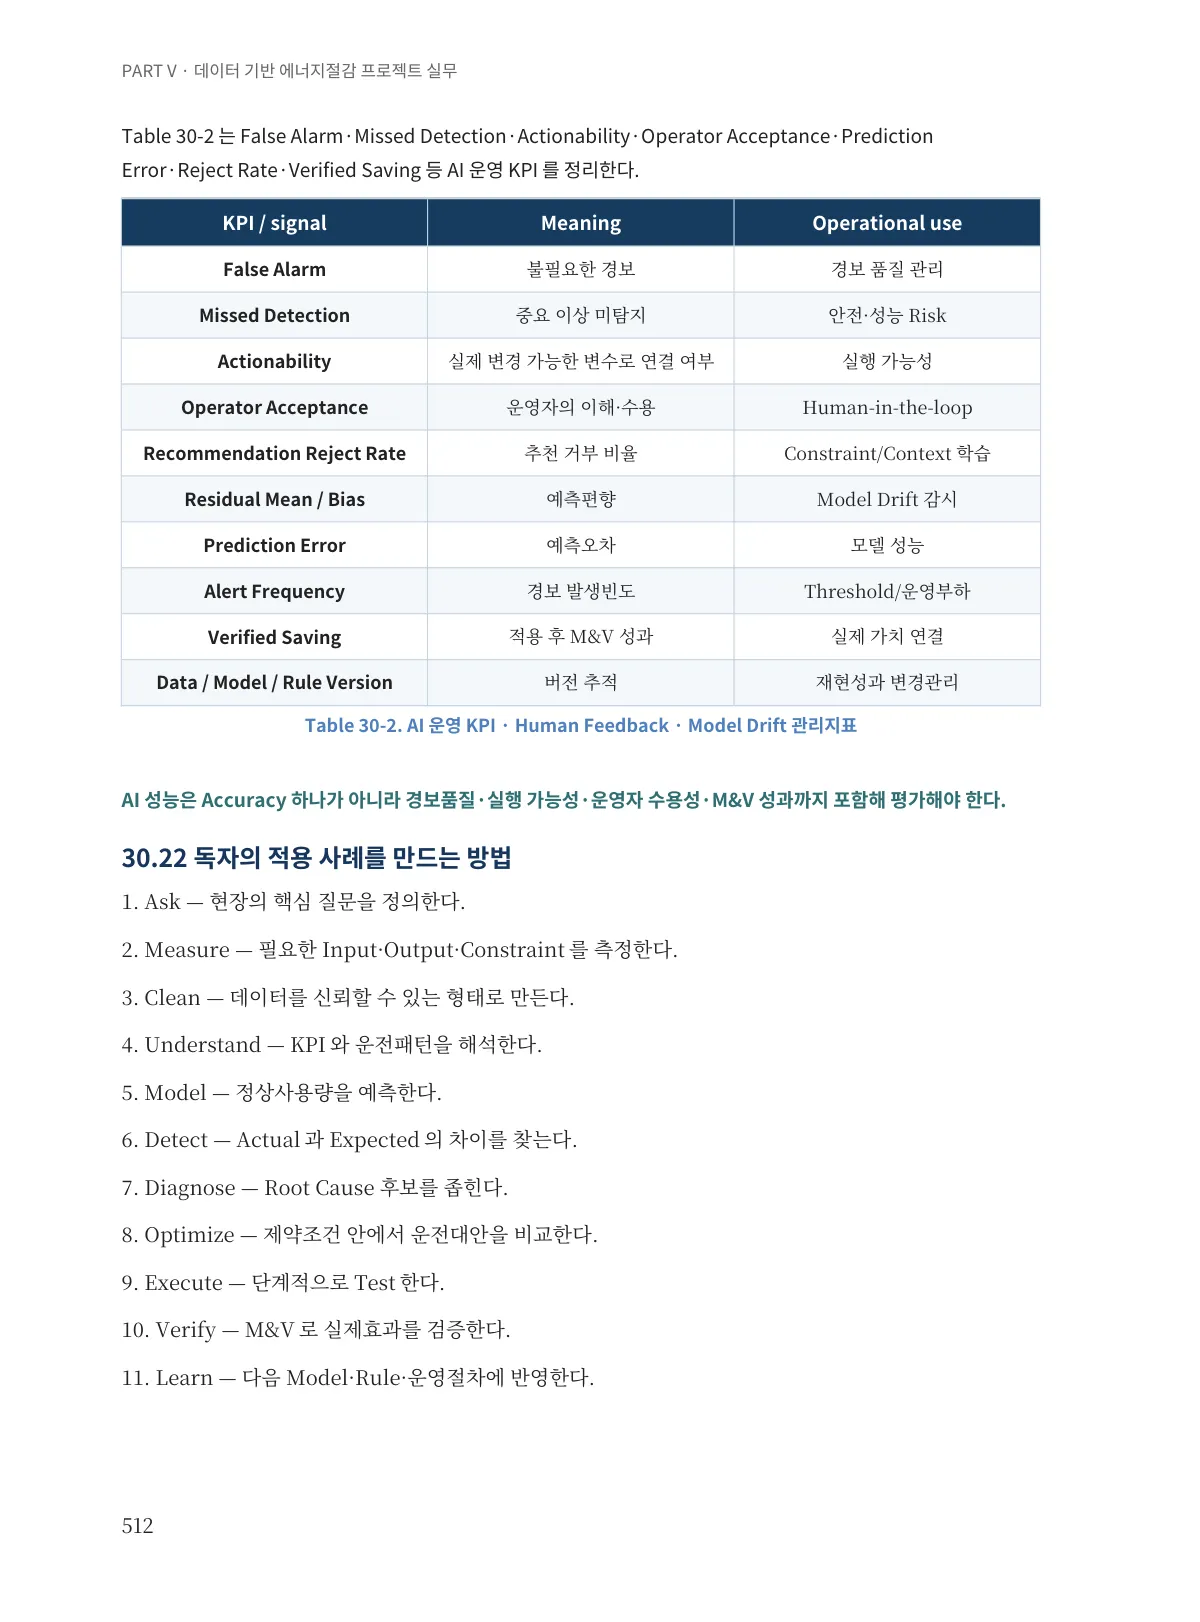 PART V · 데이터 기반 에너지절감 프로젝트 실무
Table 30-2 는 False Alarm·Missed Detection·Actionability·Operator Acceptance·Prediction
Error·Reject Rate·Verified Saving 등 AI 운영 KPI 를 정리한다.
KPI / signal Meaning Operational use
False Alarm 불필요한 경보 경보 품질 관리
Missed Detection 중요 이상 미탐지 안전·성능 Risk
Actionability 실제 변경 가능한 변수로 연결 여부 실행 가능성
Operator Acceptance 운영자의 이해·수용 Human-in-the-loop
Recommendation Reject Rate 추천 거부 비율 Constraint/Context 학습
Residual Mean / Bias 예측편향 Model Drift 감시
Prediction Error 예측오차 모델 성능
Alert Frequency 경보 발생빈도 Threshold/운영부하
Verified Saving 적용 후 M&V 성과 실제 가치 연결
Data / Model / Rule Version 버전 추적 재현성과 변경관리
Table 30-2. AI 운영 KPI · Human Feedback · Model Drift 관리지표
AI 성능은 Accuracy 하나가 아니라 경보품질·실행 가능성·운영자 수용성·M&V 성과까지 포함해 평가해야 한다.
30.22 독자의 적용 사례를 만드는 방법
1. Ask — 현장의 핵심 질문을 정의한다.
2. Measure — 필요한 Input·Output·Constraint 를 측정한다.
3. Clean — 데이터를 신뢰할 수 있는 형태로 만든다.
4. Understand — KPI 와 운전패턴을 해석한다.
5. Model — 정상사용량을 예측한다.
6. Detect — Actual 과 Expected 의 차이를 찾는다.
7. Diagnose — Root Cause 후보를 좁힌다.
8. Optimize — 제약조건 안에서 운전대안을 비교한다.
9. Execute — 단계적으로 Test 한다.
10. Verify — M&V 로 실제효과를 검증한다.
11. Learn — 다음 Model·Rule·운영절차에 반영한다.
512